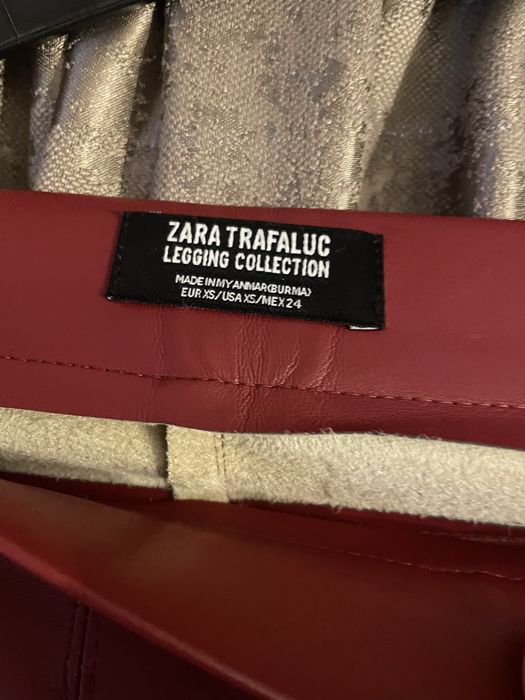 ZARA TRAFALUC
LEGGING COLLECTION
MADE IN MYANMAR(BURMA)
EUR XS/USA XS/MEX 24